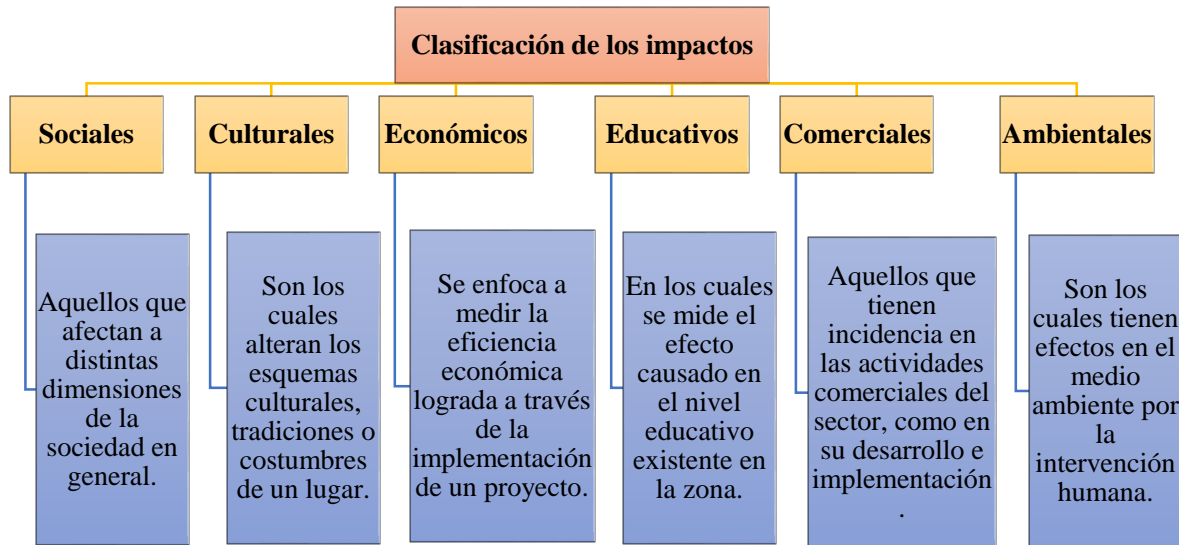 Clasificación de los impactos
Sociales
Aquellos que
afectan a
distintas
dimensiones
de la
sociedad en
general.
Culturales
Son los
cuales
alteran los
esquemas
culturales,
tradiciones o
costumbres
de un lugar.
Económicos
Se enfoca a
medir la
eficiencia
económica
lograda a través
de la
implementación
de un proyecto.
Educativos
En los cuales
se mide el
efecto
causado en
el nivel
educativo
existente en
la zona.
Comerciales
Aquellos que
tienen
incidencia en
las actividades
comerciales del
sector, como en
su desarrollo e
implementación
.
Ambientales
Son los
cuales tienen
efectos en el
medio
ambiente por
la
intervención
humana.